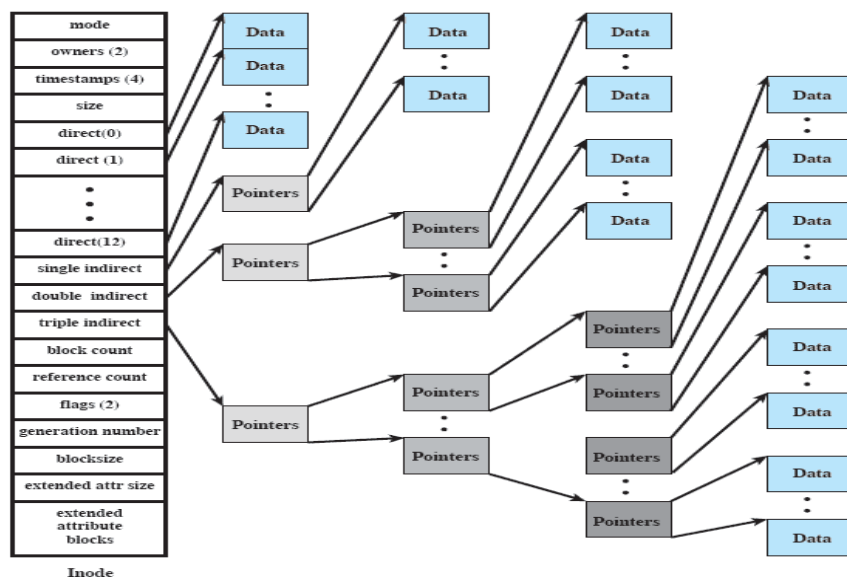 mode
owners (2)
timestamps (4)
size
direct(0)
direct (1)
direct(12)
single indirect
double indirect
triple indirect
block count
reference count
flags (2)
generation number
blocksize
extended attr size
extended
attribute
blocks
Inode
Data
Data
Data
Pointers
Pointers
Pointers
Data
Data
Pointers
Pointers
Pointers
Pointers
Data
Data
Data
Data
Pointers
Pointers
Pointers
Pointers
Data
Data
Data
Data
Data
Data
Data
Data